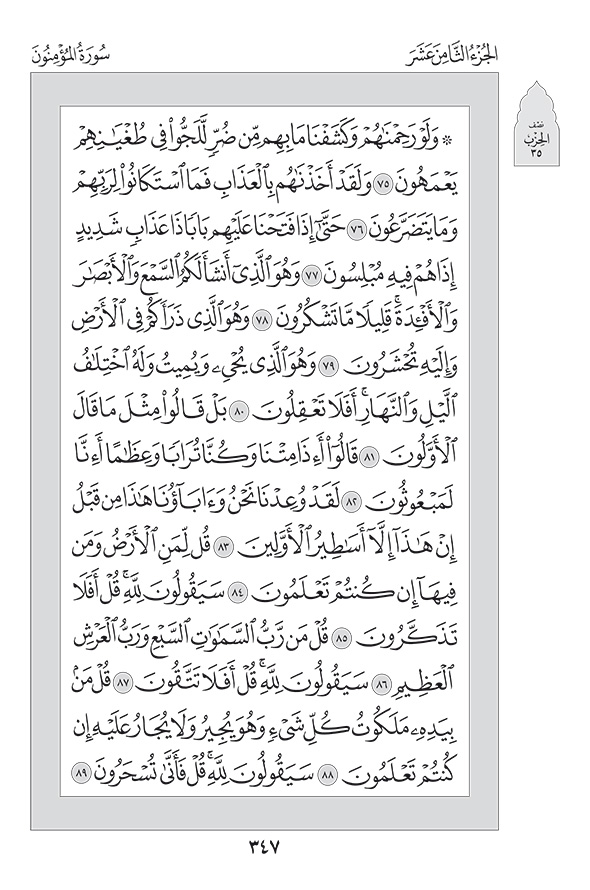 الجُزْءُ الثَّامِنَ عَشَرَ
سُورَةُ المُؤْمِنُونَ
نصف
الحِزْب
٣٥
۞ وَلَوْ رَحِمْنَٰهُمْ وَكَشَفْنَا مَا بِهِم مِّن ضُرٍّ لَّلَجُّوا۟ فِى طُغْيَٰنِهِمْ
يَعْمَهُونَ ٧٥ وَلَقَدْ أَخَذْنَٰهُم بِٱلْعَذَابِ فَمَا ٱسْتَكَانُوا۟ لِرَبِّهِمْ
وَمَا يَتَضَرَّعُونَ ٧٦ حَتَّىٰٓ إِذَا فَتَحْنَا عَلَيْهِم بَابًا ذَا عَذَابٍ شَدِيدٍ
إِذَا هُمْ فِيهِ مُبْلِسُونَ ٧٧ وَهُوَ ٱلَّذِىٓ أَنشَأَ لَكُمُ ٱلسَّمْعَ وَٱلْأَبْصَٰرَ
وَٱلْأَفْـِٔدَةَ ۚ قَلِيلًا مَّا تَشْكُرُونَ ٧٨ وَهُوَ ٱلَّذِى ذَرَأَكُمْ فِى ٱلْأَرْضِ
وَإِلَيْهِ تُحْشَرُونَ ٧٩ وَهُوَ ٱلَّذِى يُحْىِۦ وَيُمِيتُ وَلَهُ ٱخْتِلَٰفُ
ٱلَّيْلِ وَٱلنَّهَارِ ۚ أَفَلَا تَعْقِلُونَ ٨٠ بَلْ قَالُوا۟ مِثْلَ مَا قَالَ
ٱلْأَوَّلُونَ ٨١ قَالُوٓا۟ أَءِذَا مِتْنَا وَكُنَّا تُرَابًا وَعِظَٰمًا أَءِنَّا
لَمَبْعُوثُونَ ٨٢ لَقَدْ وُعِدْنَا نَحْنُ وَءَابَآؤُنَا هَٰذَا مِن قَبْلُ
إِنْ هَٰذَآ إِلَّآ أَسَٰطِيرُ ٱلْأَوَّلِينَ ٨٣ قُل لِّمَنِ ٱلْأَرْضُ وَمَن
فِيهَآ إِن كُنتُمْ تَعْلَمُونَ ٨٤ سَيَقُولُونَ لِلَّهِ ۚ قُلْ أَفَلَا
تَذَكَّرُونَ ٨٥ قُلْ مَن رَّبُّ ٱلسَّمَٰوَٰتِ ٱلسَّبْعِ وَرَبُّ ٱلْعَرْشِ
ٱلْعَظِيمِ ٨٦ سَيَقُولُونَ لِلَّهِ ۚ قُلْ أَفَلَا تَتَّقُونَ ٨٧ قُلْ مَنۢ
بِيَدِهِۦ مَلَكُوتُ كُلِّ شَىْءٍ وَهُوَ يُجِيرُ وَلَا يُجَارُ عَلَيْهِ إِن
كُنتُمْ تَعْلَمُونَ ٨٨ سَيَقُولُونَ لِلَّهِ ۚ قُلْ فَأَنَّىٰ تُسْحَرُونَ ٨٩
٣٤٧